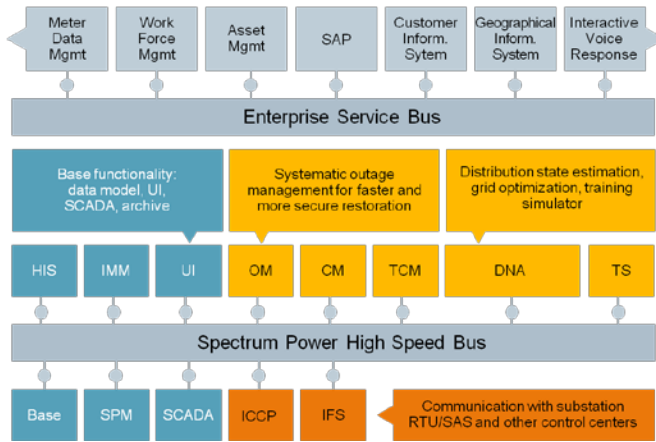 Meter
Data
Mgmt
Work
Force
Mgmt
Asset
Mgmt
SAP
Customer
Inform.
Sytem
Geographical
Inform.
System
Interactive
Voice
Response
Enterprise Service Bus
Base functionality:
data model, UI,
SCADA, archive
Systematic outage
management for faster and
more secure restoration
Distribution state estimation,
grid optimization, training
simulator
HIS
IMM
UI
OM
CM
TCM
DNA
TS
Spectrum Power High Speed Bus
Base
SPM
SCADA
ICCP
IFS
Communication with substation
RTU/SAS and other control centers